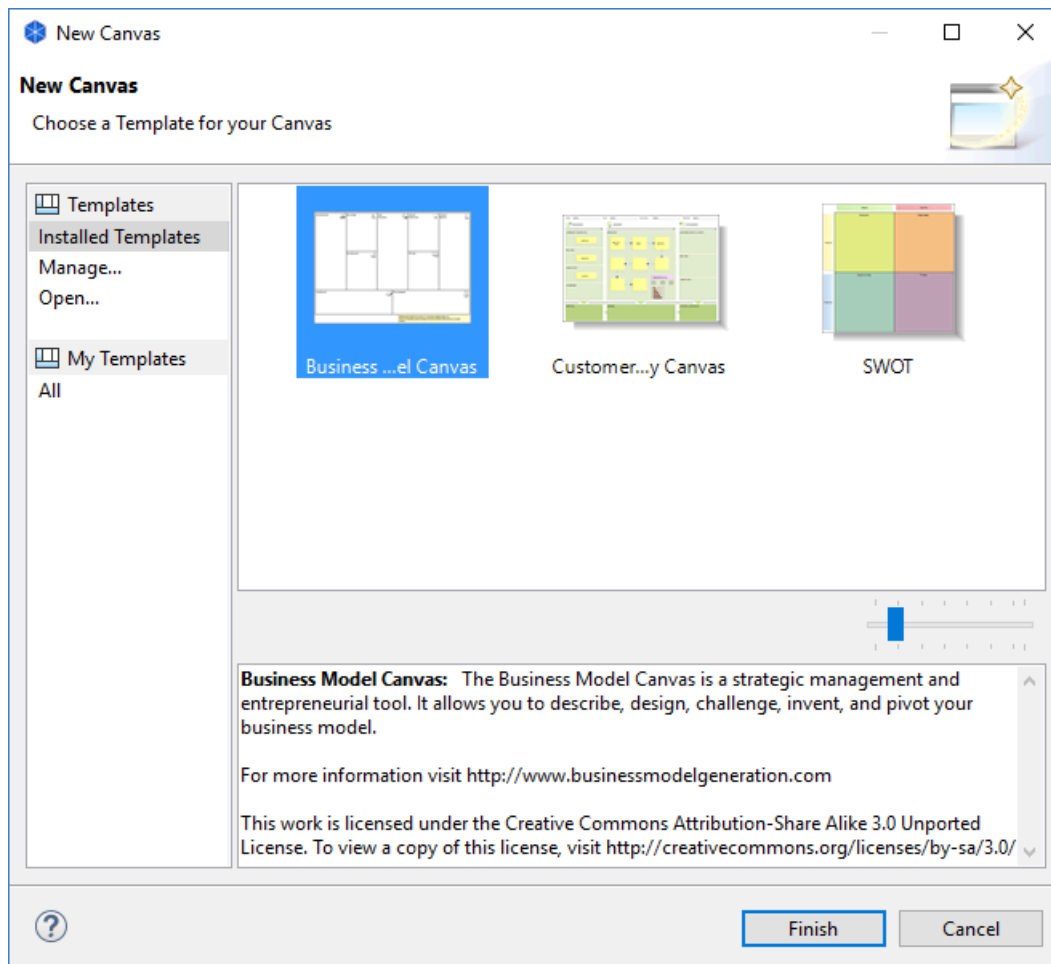 New Canvas
New Canvas
Choose a Template for your Canvas
Templates
Installed Templates
Manage...
Open...
My Templates
All
Business ...el Canvas
Customer...y Canvas
SWOT
Business Model Canvas: The Business Model Canvas is a strategic management and
entrepreneurial tool. It allows you to describe, design, challenge, invent, and pivot your
business model.
For more information visit http://www.businessmodelgeneration.com
This work is licensed under the Creative Commons Attribution-Share Alike 3.0 Unported
License. To view a copy of this license, visit http://creativecommons.org/licenses/by-sa/3.0/
Finish
Cancel